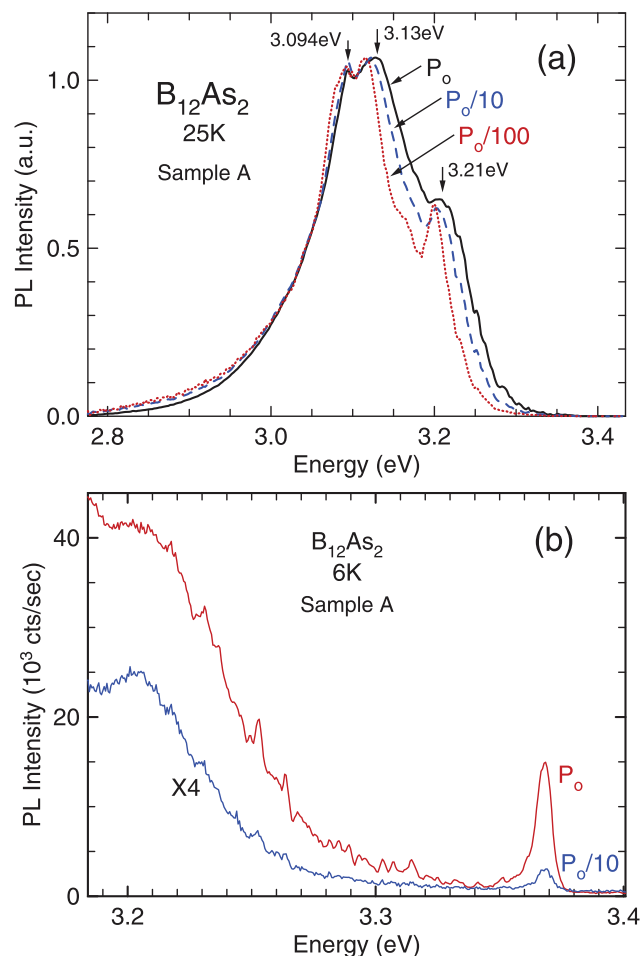 3.094eV
3.13eV
(a)
B₁₂As₂
25K
Sample A
Pₒ
Pₒ/10
Pₒ/100
3.21eV
PL Intensity (a.u.)
1.0
0.5
0.0
2.8 3.0 3.2 3.4
Energy (eV)
(b)
B₁₂As₂
6K
Sample A
PL Intensity (10³ cts/sec)
40
20
0
X4
Pₒ
Pₒ/10
3.2 3.3 3.4
Energy (eV)